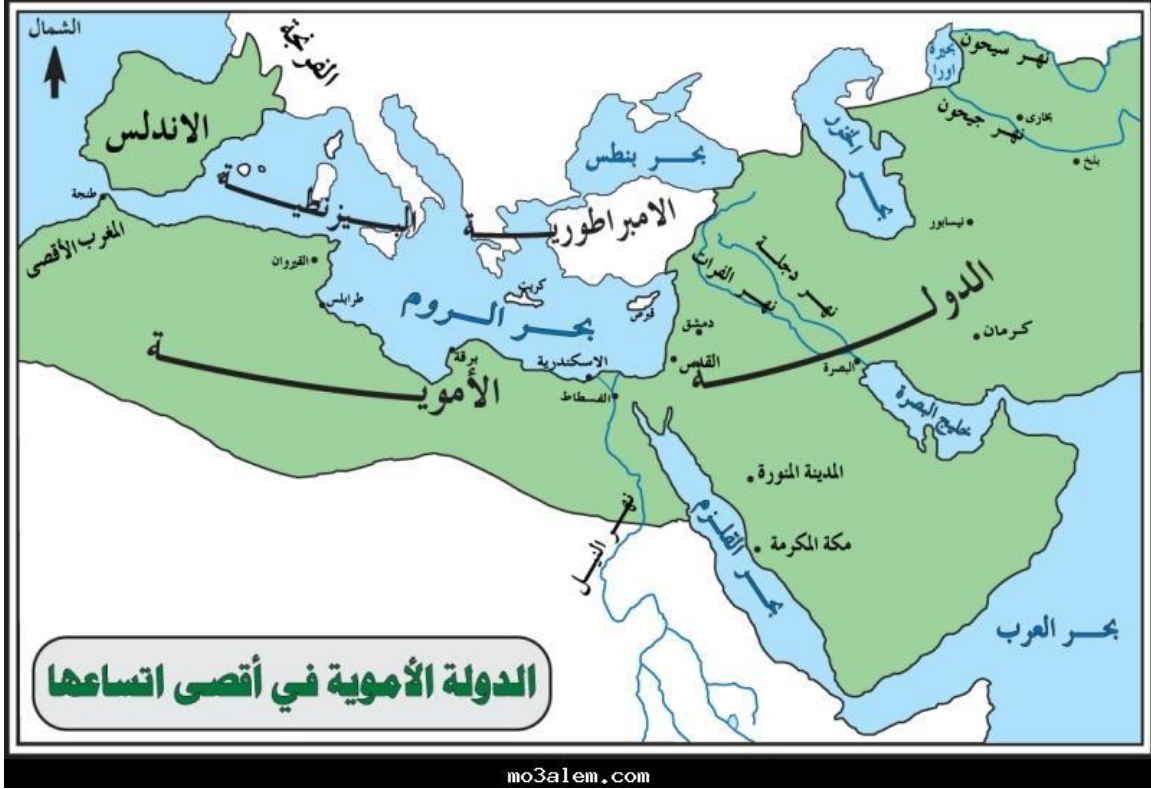 الشمال
الفرنجة
الاندلس
بحيرة
اورا
نهر سيحون
نهر جيحون
بخارى
بلخ
بحر الخزر
بحر بنطس
الامبراطورية البيزنطية
طنجة
المغرب الأقصى
القيروان
طرابلس
نيسابور
نهر دجلة
نهر الفرات
كريت
قبرص
بحر الروم
دمشق
القدس
كرمان
الدولة
الأموية
برقة
الاسكندرية
الفسطاط
البصرة
خليج البصرة
المدينة المنورة
مكة المكرمة
بحر القلزم
نهر النيل
بحر العرب
الدولة الأموية في أقصى اتساعها
mo3alem.com